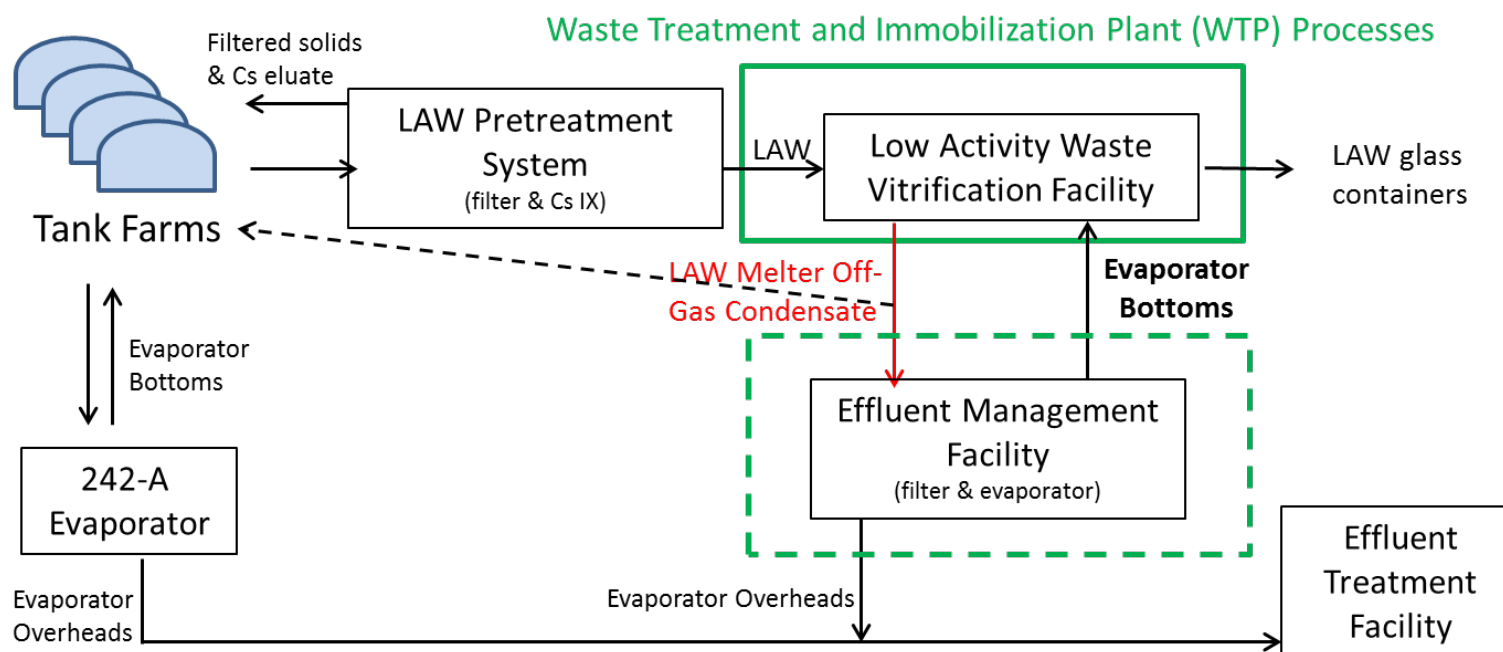 Waste Treatment and Immobilization Plant (WTP) Processes
Filtered solids
& Cs eluate
LAW Pretreatment
System
(filter & Cs IX)
LAW
Low Activity Waste
Vitrification Facility
LAW glass
containers
Tank Farms
LAW Melter Off-
Gas Condensate
Evaporator
Bottoms
Evaporator
Bottoms
Effluent Management
Facility
(filter & evaporator)
242-A
Evaporator
Effluent
Treatment
Facility
Evaporator
Overheads
Evaporator Overheads